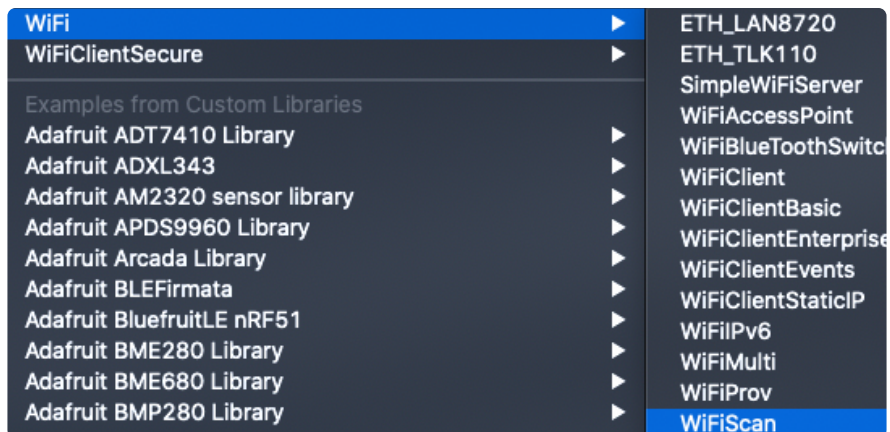 WiFi
WiFiClientSecure
Examples from Custom Libraries
Adafruit ADT7410 Library
Adafruit ADXL343
Adafruit AM2320 sensor library
Adafruit APDS9960 Library
Adafruit Arcada Library
Adafruit BLEFirmata
Adafruit BluefruitLE nRF51
Adafruit BME280 Library
Adafruit BME680 Library
Adafruit BMP280 Library
ETH_LAN8720
ETH_TLK110
SimpleWiFiServer
WiFiAccessPoint
WiFiBlueToothSwitc
WiFiClient
WiFiClientBasic
WiFiClientEnterprise
WiFiClientEvents
WiFiClientStaticIP
WiFiIPv6
WiFiMulti
WiFiProv
WiFiScan